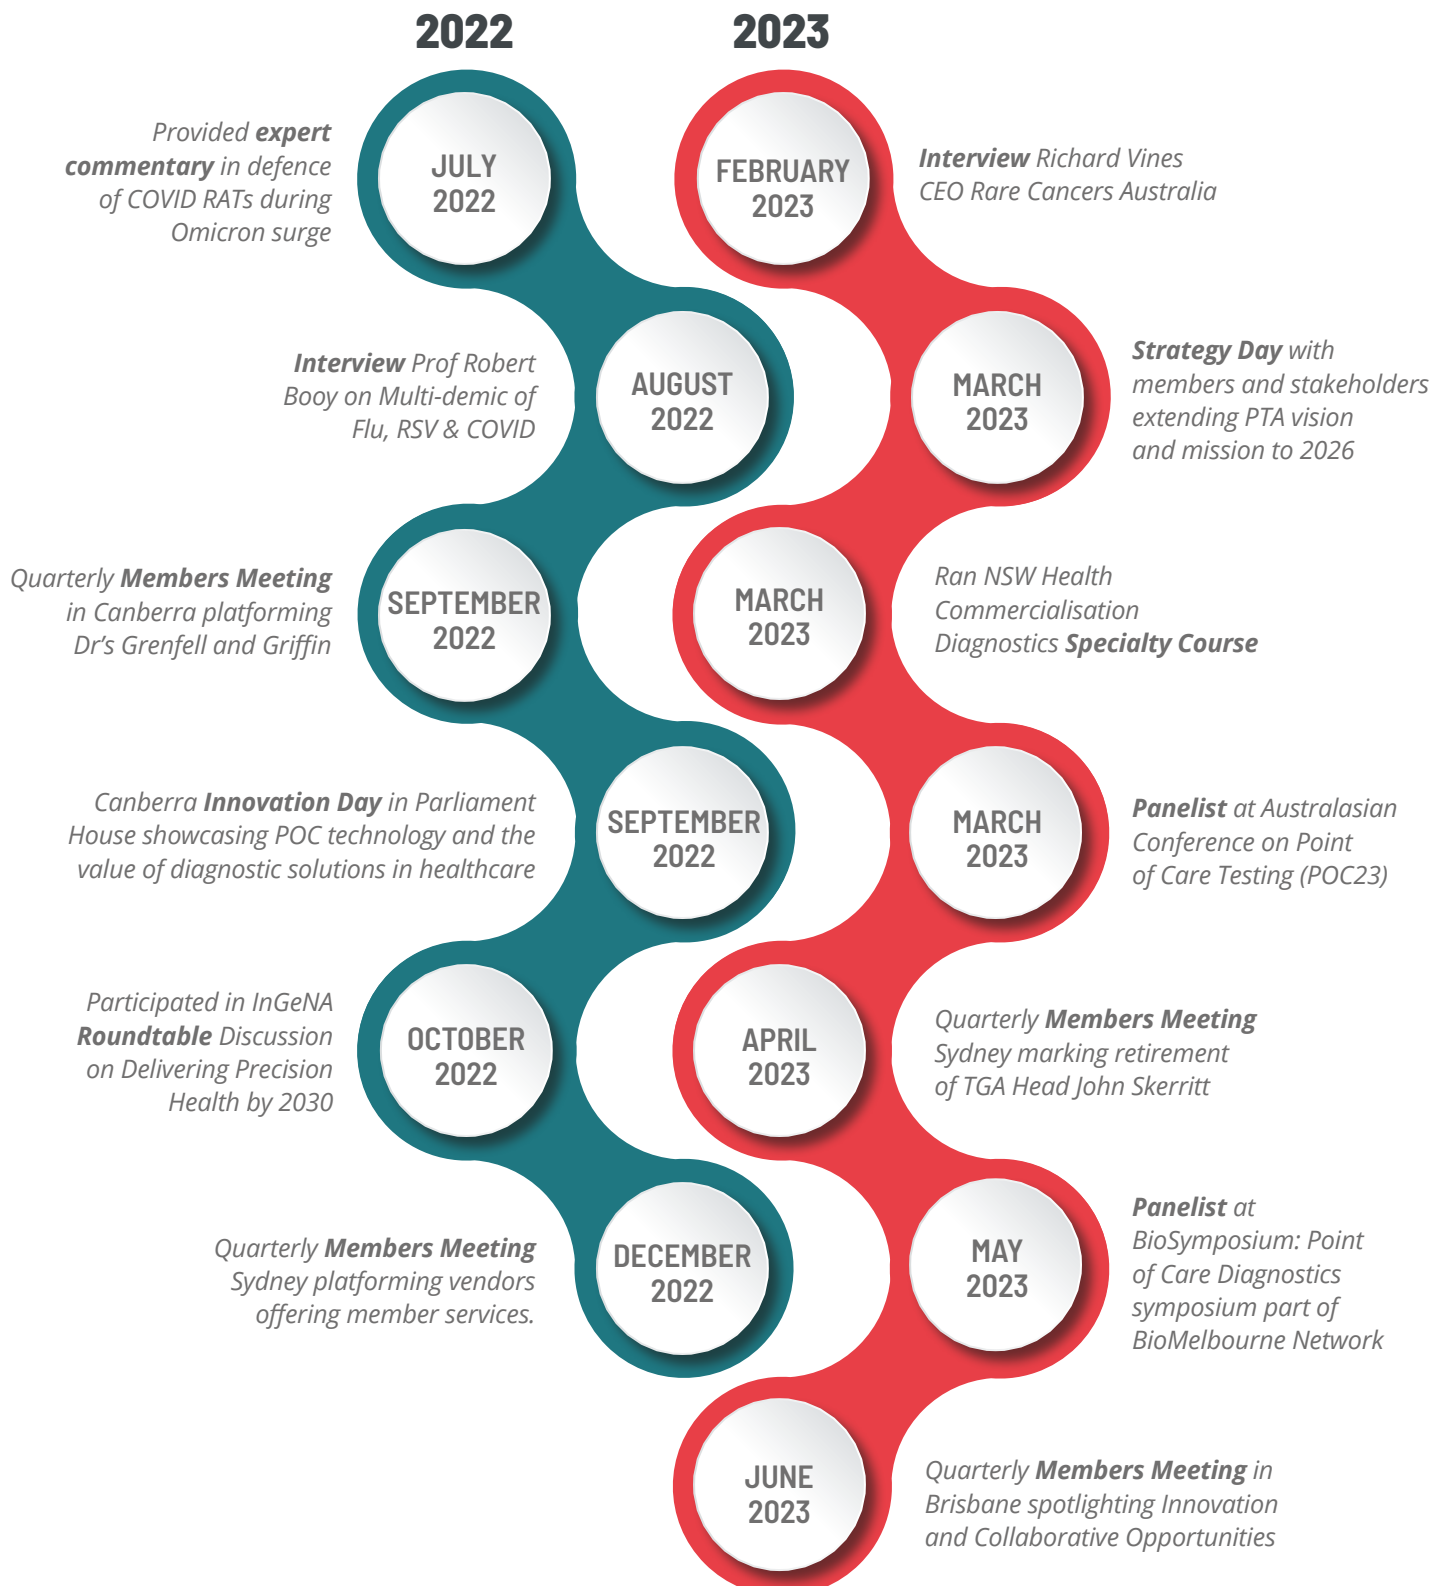 2022
Provided expert
commentary in defence
of COVID RATs during
Omicron surge
JULY
2022
Interview Prof Robert
Booy on Multi-demic of
Flu, RSV & COVID
AUGUST
2022
Quarterly Members Meeting
in Canberra platforming
Dr's Grenfell and Griffin
SEPTEMBER
2022
Canberra Innovation Day in Parliament
House showcasing POC technology and the
value of diagnostic solutions in healthcare
SEPTEMBER
2022
Participated in InGeNA
Roundtable Discussion
on Delivering Precision
Health by 2030
OCTOBER
2022
Quarterly Members Meeting
Sydney platforming vendors
offering member services.
DECEMBER
2022
2023
FEBRUARY
2023
Interview Richard Vines
CEO Rare Cancers Australia
MARCH
2023
Strategy Day with
members and stakeholders
extending PTA vision
and mission to 2026
MARCH
2023
Ran NSW Health
Commercialisation
Diagnostics Specialty Course
MARCH
2023
Panelist at Australasian
Conference on Point
of Care Testing (POC23)
APRIL
2023
Quarterly Members Meeting
Sydney marking retirement
of TGA Head John Skerritt
MAY
2023
Panelist at
BioSymposium: Point
of Care Diagnostics
symposium part of
BioMelbourne Network
JUNE
2023
Quarterly Members Meeting in
Brisbane spotlighting Innovation
and Collaborative Opportunities